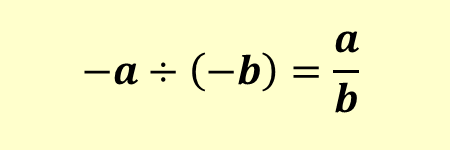 −a ÷ (−b) = a/b